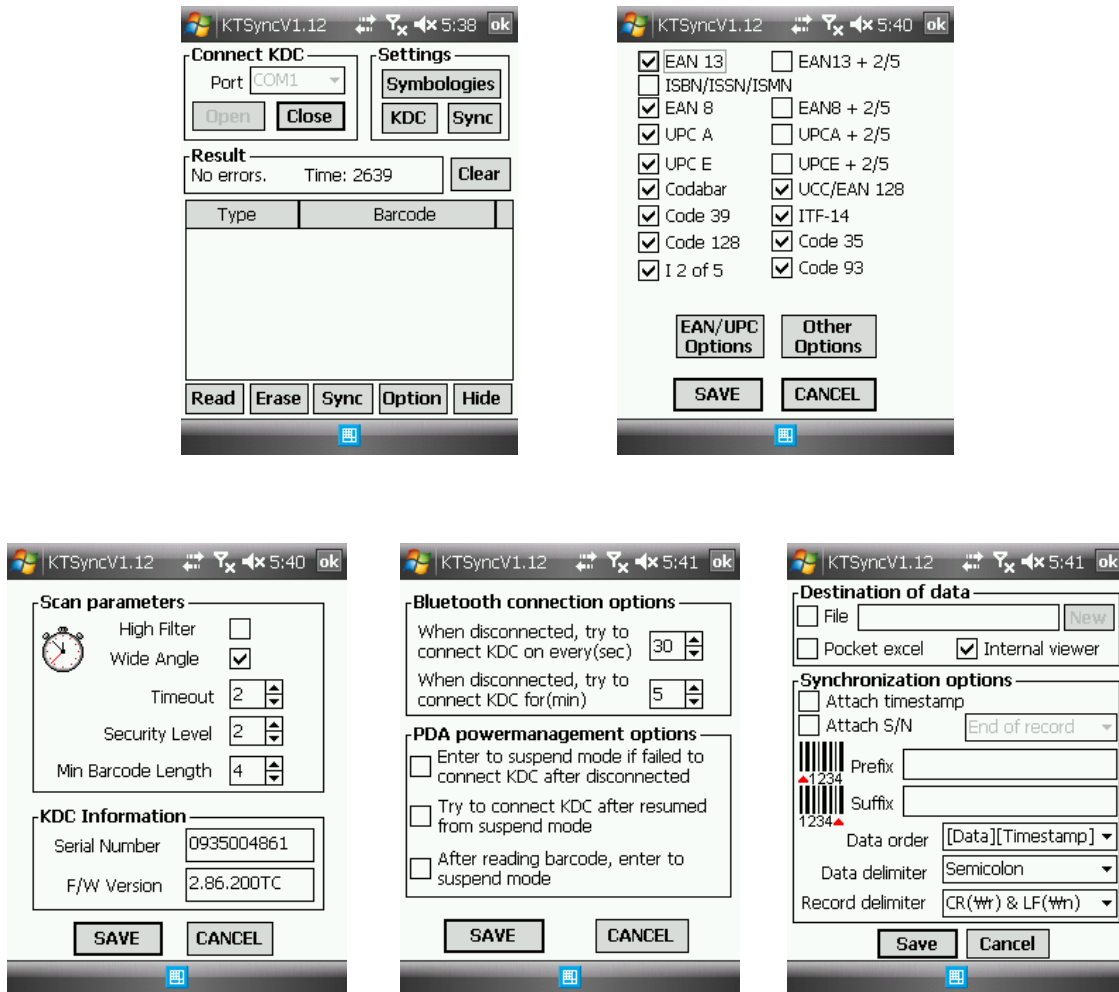 KTSyncV1.12 5:38 ok
Connect KDC
Port COM1
Open Close
Settings
Symbologies
KDC Sync
Result
No errors. Time: 2639
Clear
Type Barcode
Read Erase Sync Option Hide
KTSyncV1.12 5:40 ok
EAN 13 EAN13 + 2/5
ISBN/ISSN/ISMN
EAN 8 EAN8 + 2/5
UPC A UPCA + 2/5
UPC E UPCE + 2/5
Codabar UCC/EAN 128
Code 39 ITF-14
Code 128 Code 35
I 2 of 5 Code 93
EAN/UPC
Options
Other
Options
SAVE CANCEL
KTSyncV1.12 5:40 ok
Scan parameters
High Filter
Wide Angle
Timeout 2
Security Level 2
Min Barcode Length 4
KDC Information
Serial Number 0935004861
F/W Version 2.86.200TC
SAVE CANCEL
KTSyncV1.12 5:41 ok
Bluetooth connection options
When disconnected, try to
connect KDC on every(sec) 30
When disconnected, try to
connect KDC for(min) 5
PDA powermanagement options
Enter to suspend mode if failed to
connect KDC after disconnected
Try to connect KDC after resumed
from suspend mode
After reading barcode, enter to
suspend mode
SAVE CANCEL
KTSyncV1.12 5:41 ok
Destination of data
File New
Pocket excel Internal viewer
Synchronization options
Attach timestamp
Attach S/N End of record
1234 Prefix
1234 Suffix
Data order [Data][Timestamp]
Data delimiter Semicolon
Record delimiter CR(₩r) & LF(₩n)
Save Cancel